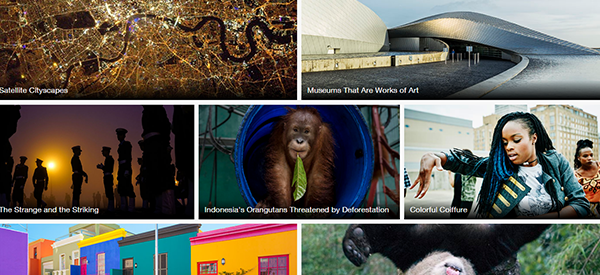 Satellite Cityscapes
Museums That Are Works of Art
The Strange and the Striking
Indonesia's Orangutans Threatened by Deforestation
Colorful Coiffure